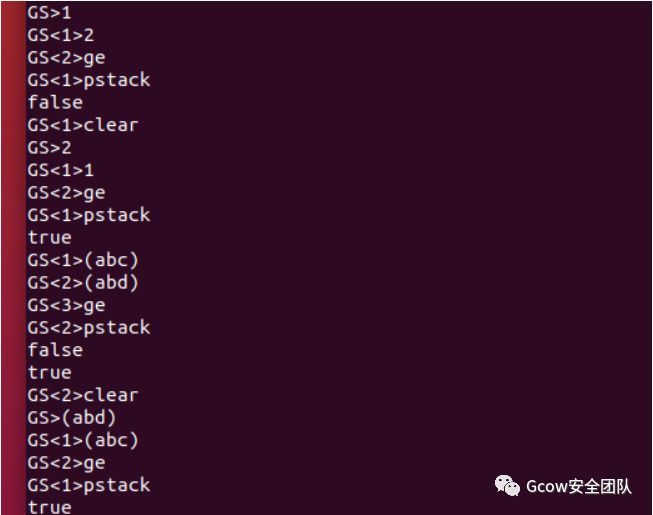 GS>1
GS<1>2
GS<2>ge
GS<1>pstack
false
GS<1>clear
GS>2
GS<1>1
GS<2>ge
GS<1>pstack
true
GS<1>(abc)
GS<2>(abd)
GS<3>ge
GS<2>pstack
false
true
GS<2>clear
GS>(abd)
GS<1>(abc)
GS<2>ge
GS<1>pstack
true
Gcow安全团队